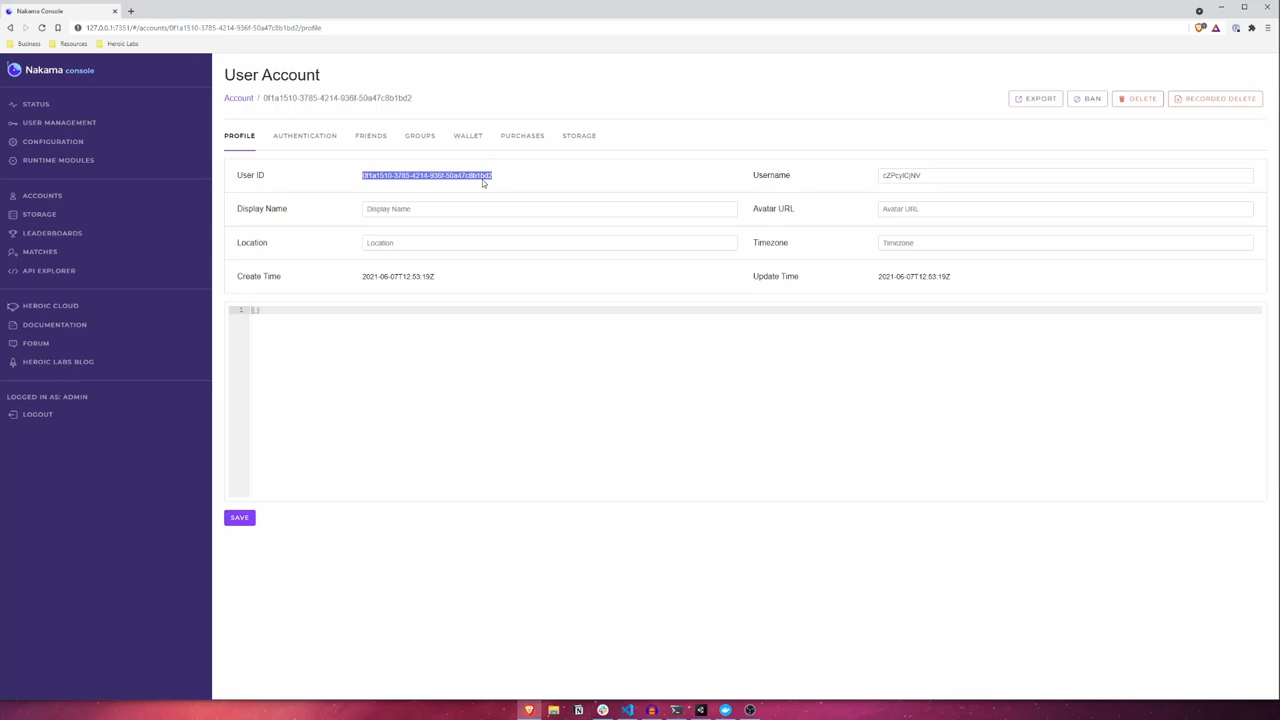 Nakama Console
127.0.0.1:7351/#/accounts/0f1a1510-3785-4214-936f-50a47c8b1bd2/profile
Business Resources Heroic Labs
Nakama console
STATUS
USER MANAGEMENT
CONFIGURATION
RUNTIME MODULES
ACCOUNTS
STORAGE
LEADERBOARDS
MATCHES
API EXPLORER
HEROIC CLOUD
DOCUMENTATION
FORUM
HEROIC LABS BLOG
LOGGED IN AS: ADMIN
LOGOUT
User Account
Account / 0f1a1510-3785-4214-936f-50a47c8b1bd2
EXPORT BAN DELETE RECORDED DELETE
PROFILE AUTHENTICATION FRIENDS GROUPS WALLET PURCHASES STORAGE
User ID 0f1a1510-3785-4214-936f-50a47c8b1bd2 Username cZPcyICjNV
Display Name Display Name Avatar URL Avatar URL
Location Location Timezone Timezone
Create Time 2021-06-07T12:53:19Z Update Time 2021-06-07T12:53:19Z
1 {}
SAVE